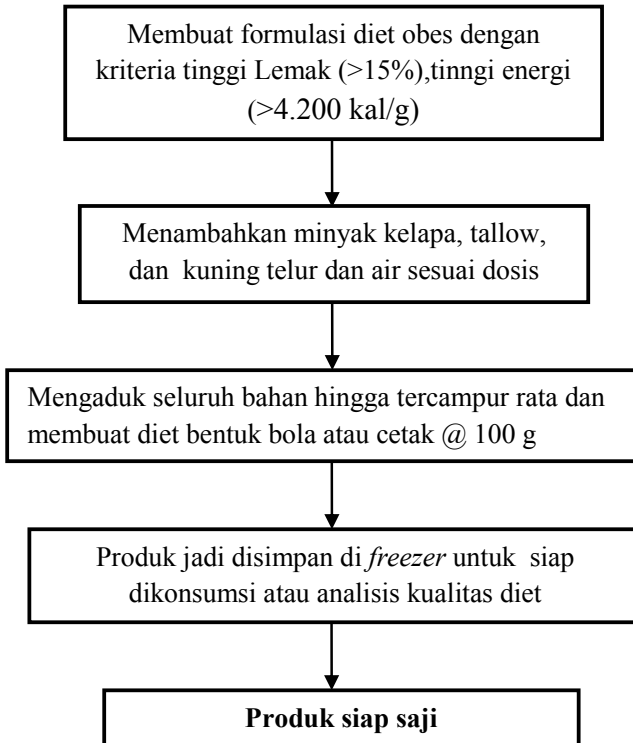 Membuat formulasi diet obes dengan
kriteria tinggi Lemak (>15%),tinngi energi
(>4.200 kal/g)
Menambahkan minyak kelapa, tallow,
dan kuning telur dan air sesuai dosis
Mengaduk seluruh bahan hingga tercampur rata dan
membuat diet bentuk bola atau cetak @ 100 g
Produk jadi disimpan di freezer untuk siap
dikonsumsi atau analisis kualitas diet
Produk siap saji